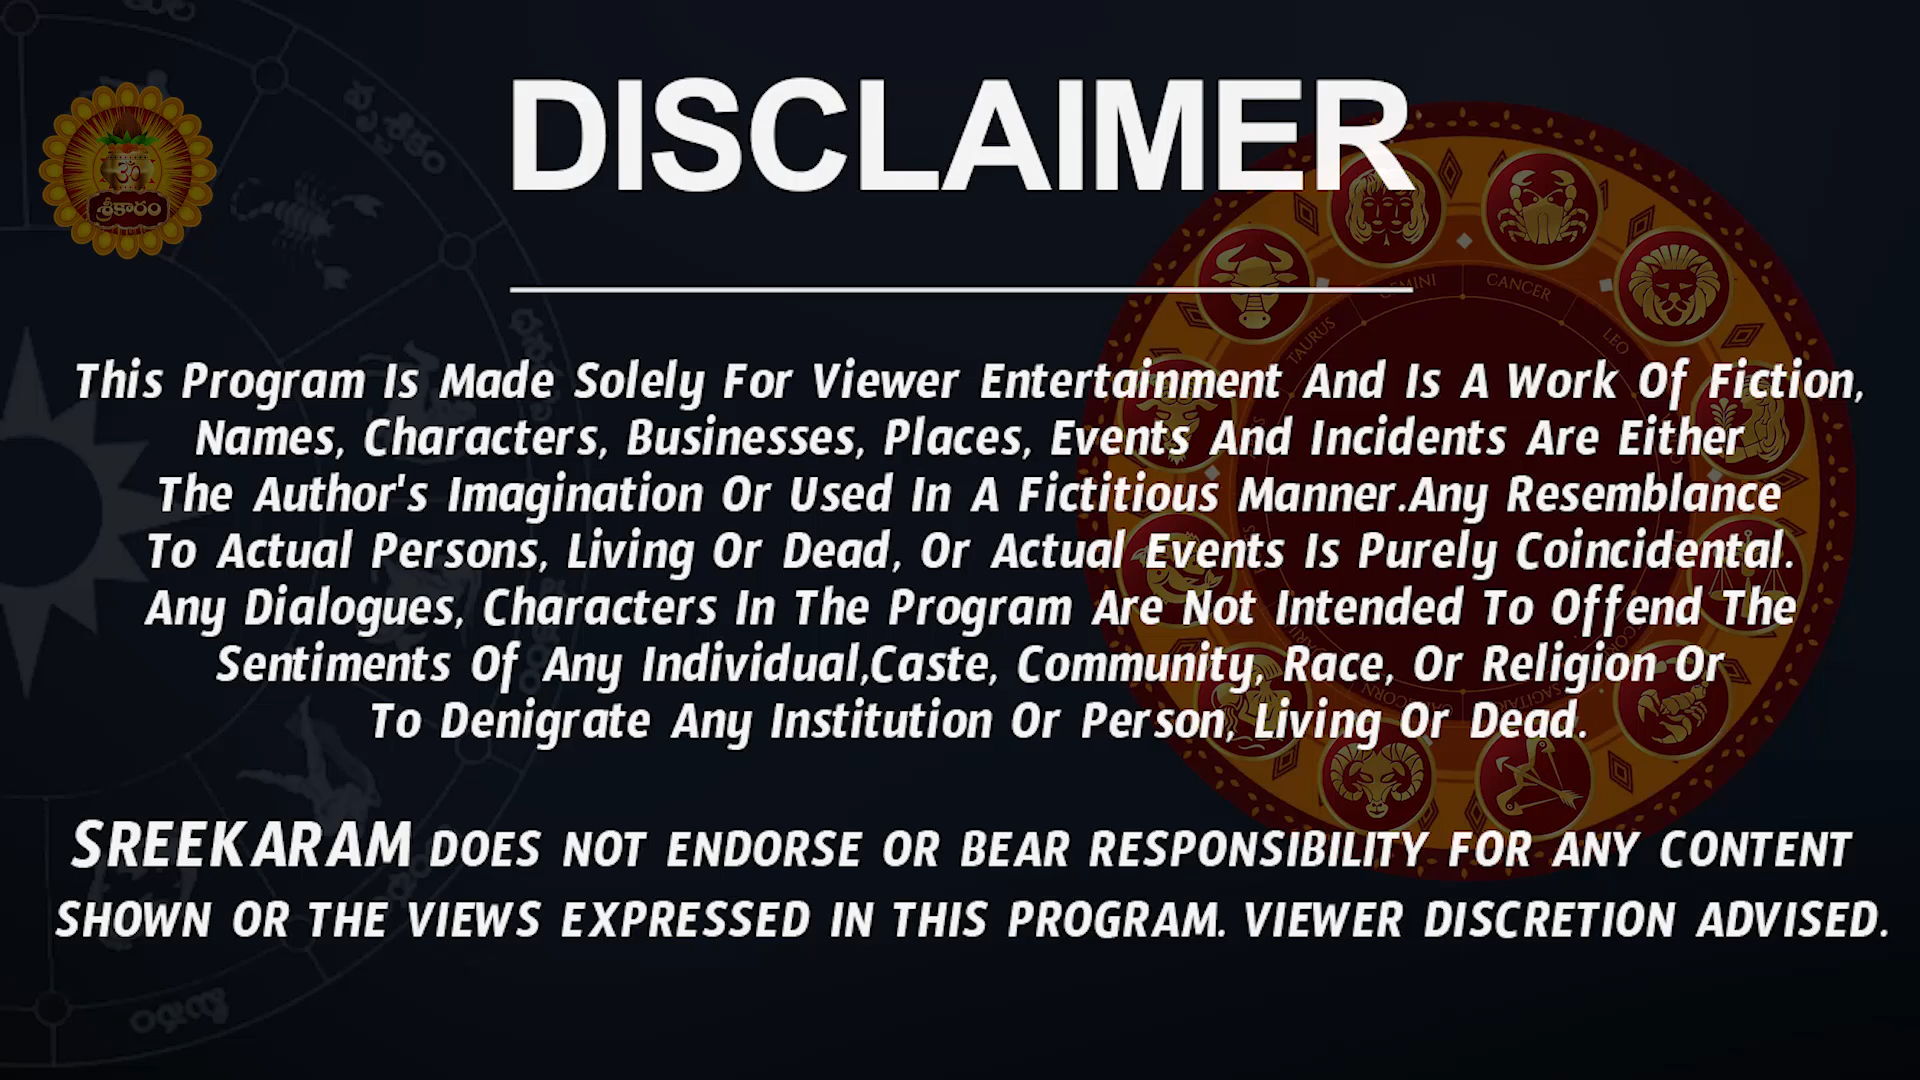 DISCLAIMER
శ్రీకారం
GEMINI
CANCER
TAURUS
LEO
This Program Is Made Solely For Viewer Entertainment And Is A Work Of Fiction,
Names, Characters, Businesses, Places, Events And Incidents Are Either
The Author's Imagination Or Used In A Fictitious Manner.Any Resemblance
To Actual Persons, Living Or Dead, Or Actual Events Is Purely Coincidental.
Any Dialogues, Characters In The Program Are Not Intended To Offend The
Sentiments Of Any Individual,Caste, Community, Race, Or Religion Or
To Denigrate Any Institution Or Person, Living Or Dead.
SREEKARAM DOES NOT ENDORSE OR BEAR RESPONSIBILITY FOR ANY CONTENT
SHOWN OR THE VIEWS EXPRESSED IN THIS PROGRAM. VIEWER DISCRETION ADVISED.